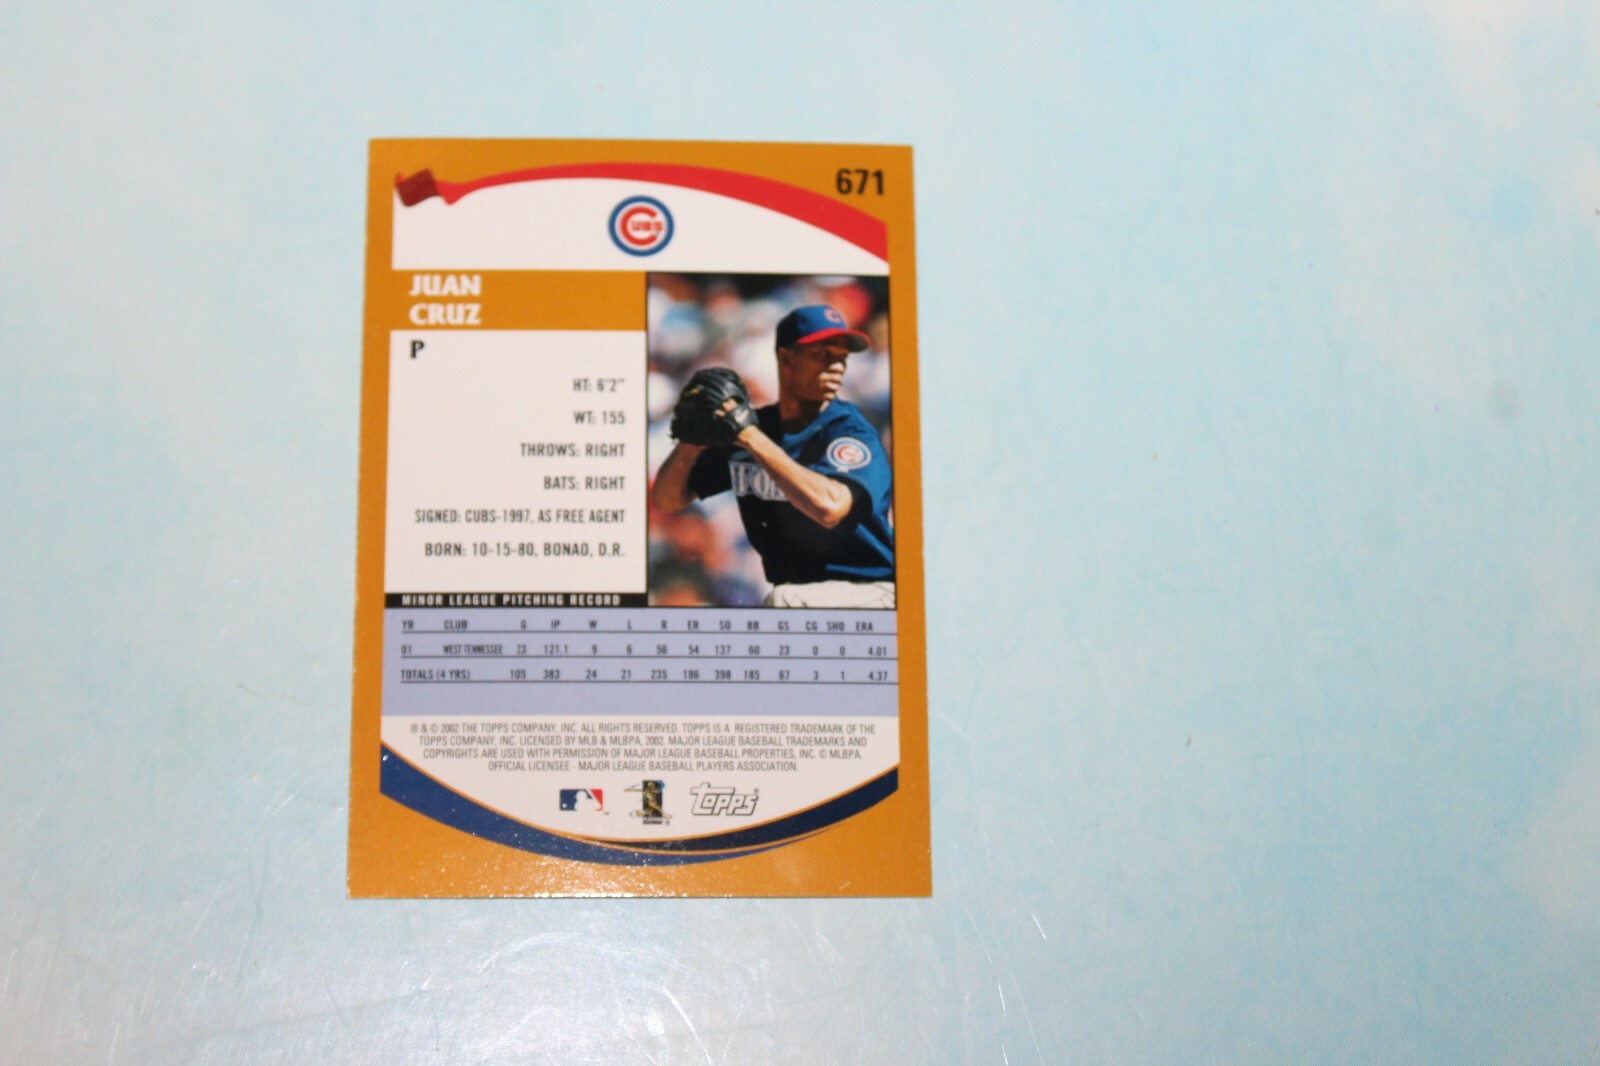 671
CUBS
JUAN
CRUZ
P
HT: 6'2"
WT: 155
THROWS: RIGHT
BATS: RIGHT
SIGNED: CUBS-1997, AS FREE AGENT
BORN: 10-15-80, BONAO, D.R.
MINOR LEAGUE PITCHING RECORD
YR CLUB G IP W L R ER SO BB GS CG SHO ERA
01 WEST TENNESSEE 23 121.1 9 6 56 54 137 60 23 0 0 4.01
TOTALS (4 YRS) 105 383 24 21 235 186 398 185 67 3 1 4.37
® & © 2002 THE TOPPS COMPANY, INC. ALL RIGHTS RESERVED. TOPPS IS A REGISTERED TRADEMARK OF THE
TOPPS COMPANY, INC. LICENSED BY MLB & MLBPA, 2002. MAJOR LEAGUE BASEBALL TRADEMARKS AND
COPYRIGHTS ARE USED WITH PERMISSION OF MAJOR LEAGUE BASEBALL PROPERTIES, INC. © MLBPA.
OFFICIAL LICENSEE - MAJOR LEAGUE BASEBALL PLAYERS ASSOCIATION.
topps®